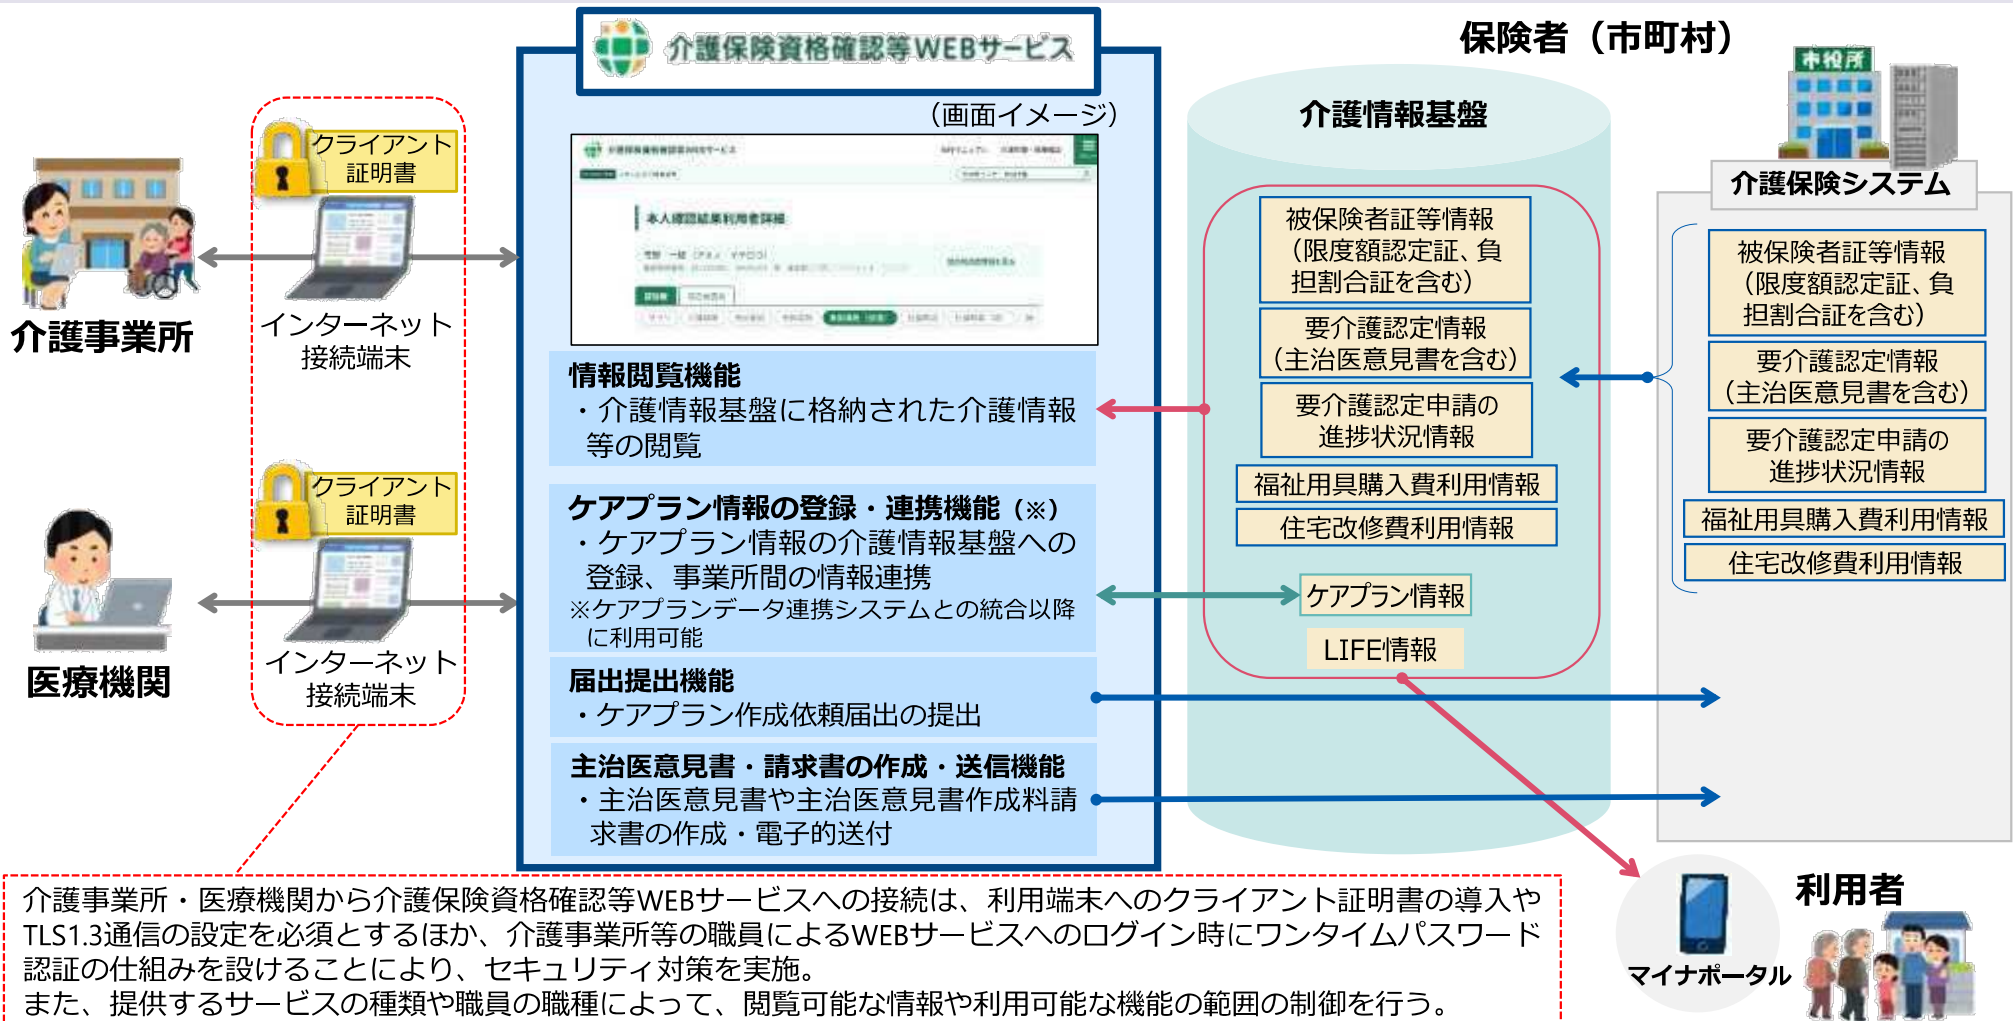 介護保険資格確認等WEBサービス
（画面イメージ）
介護保険資格確認等WEBサービス
本人確認結果利用者詳細
保険者（市町村）
市役所
介護情報基盤
介護保険システム
クライアント
証明書
インターネット
接続端末
介護事業所
クライアント
証明書
インターネット
接続端末
医療機関
情報閲覧機能
・介護情報基盤に格納された介護情報
等の閲覧
ケアプラン情報の登録・連携機能（※）
・ケアプラン情報の介護情報基盤への
登録、事業所間の情報連携
※ケアプランデータ連携システムとの統合以降
に利用可能
届出提出機能
・ケアプラン作成依頼届出の提出
主治医意見書・請求書の作成・送信機能
・主治医意見書や主治医意見書作成料請
求書の作成・電子的送付
被保険者証等情報
（限度額認定証、負
担割合証を含む）
要介護認定情報
（主治医意見書を含む）
要介護認定申請の
進捗状況情報
福祉用具購入費利用情報
住宅改修費利用情報
ケアプラン情報
LIFE情報
被保険者証等情報
（限度額認定証、負
担割合証を含む）
要介護認定情報
（主治医意見書を含む）
要介護認定申請の
進捗状況情報
福祉用具購入費利用情報
住宅改修費利用情報
介護事業所・医療機関から介護保険資格確認等WEBサービスへの接続は、利用端末へのクライアント証明書の導入や
TLS1.3通信の設定を必須とするほか、介護事業所等の職員によるWEBサービスへのログイン時にワンタイムパスワード
認証の仕組みを設けることにより、セキュリティ対策を実施。
また、提供するサービスの種類や職員の職種によって、閲覧可能な情報や利用可能な機能の範囲の制御を行う。
マイナポータル
利用者